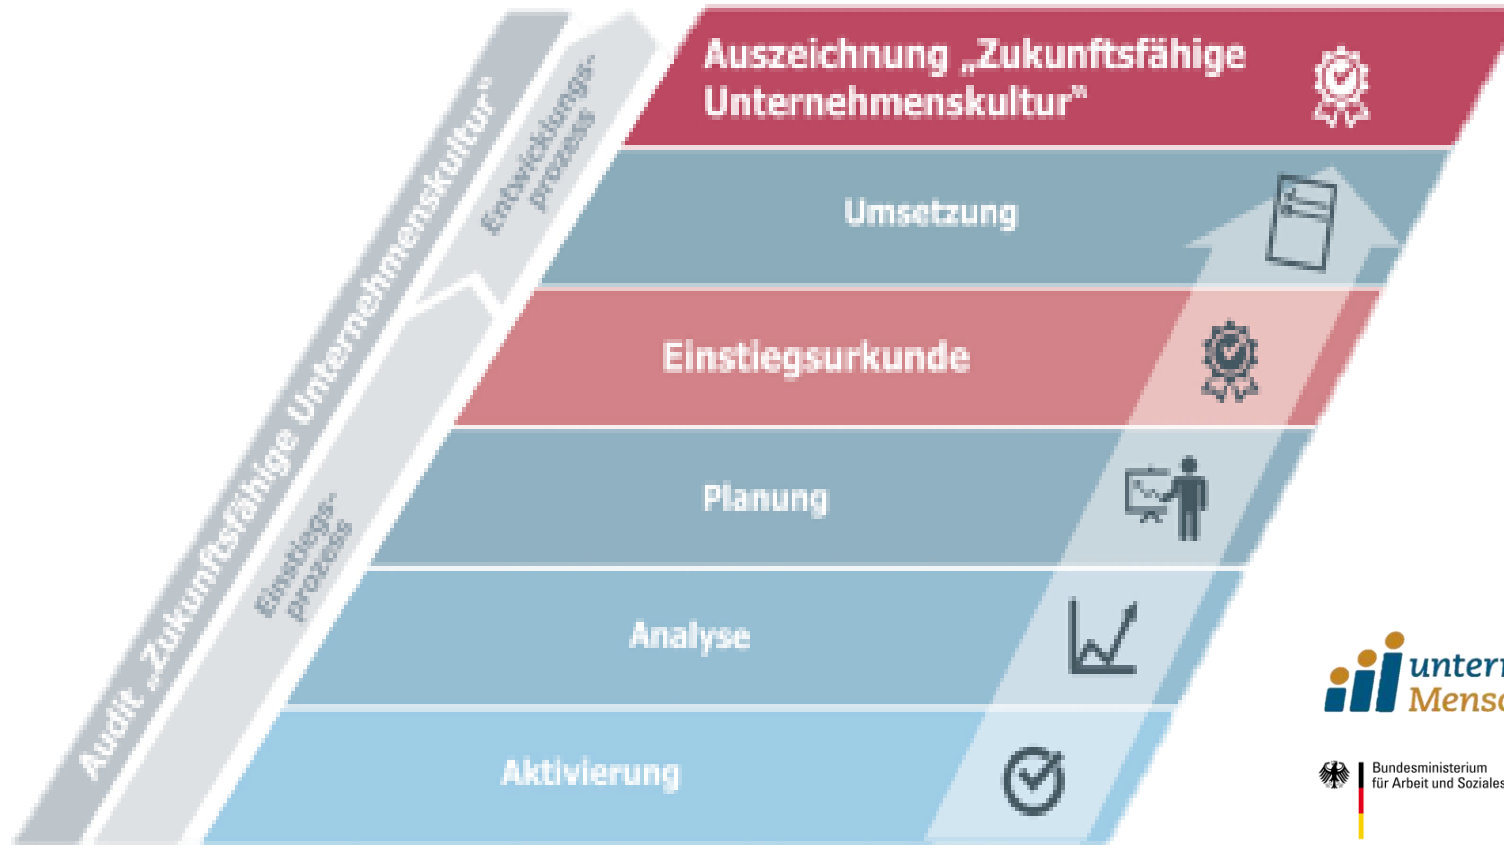 Auszeichnung „Zukunftsfähige
Unternehmenskultur“
Umsetzung
Einstiegsurkunde
Planung
Analyse
Aktivierung
Audit „Zukunftsfähige Unternehmenskultur“
Entwicklungs-
prozess
Einstiegs-
prozess
Bundesministerium
für Arbeit und Soziales